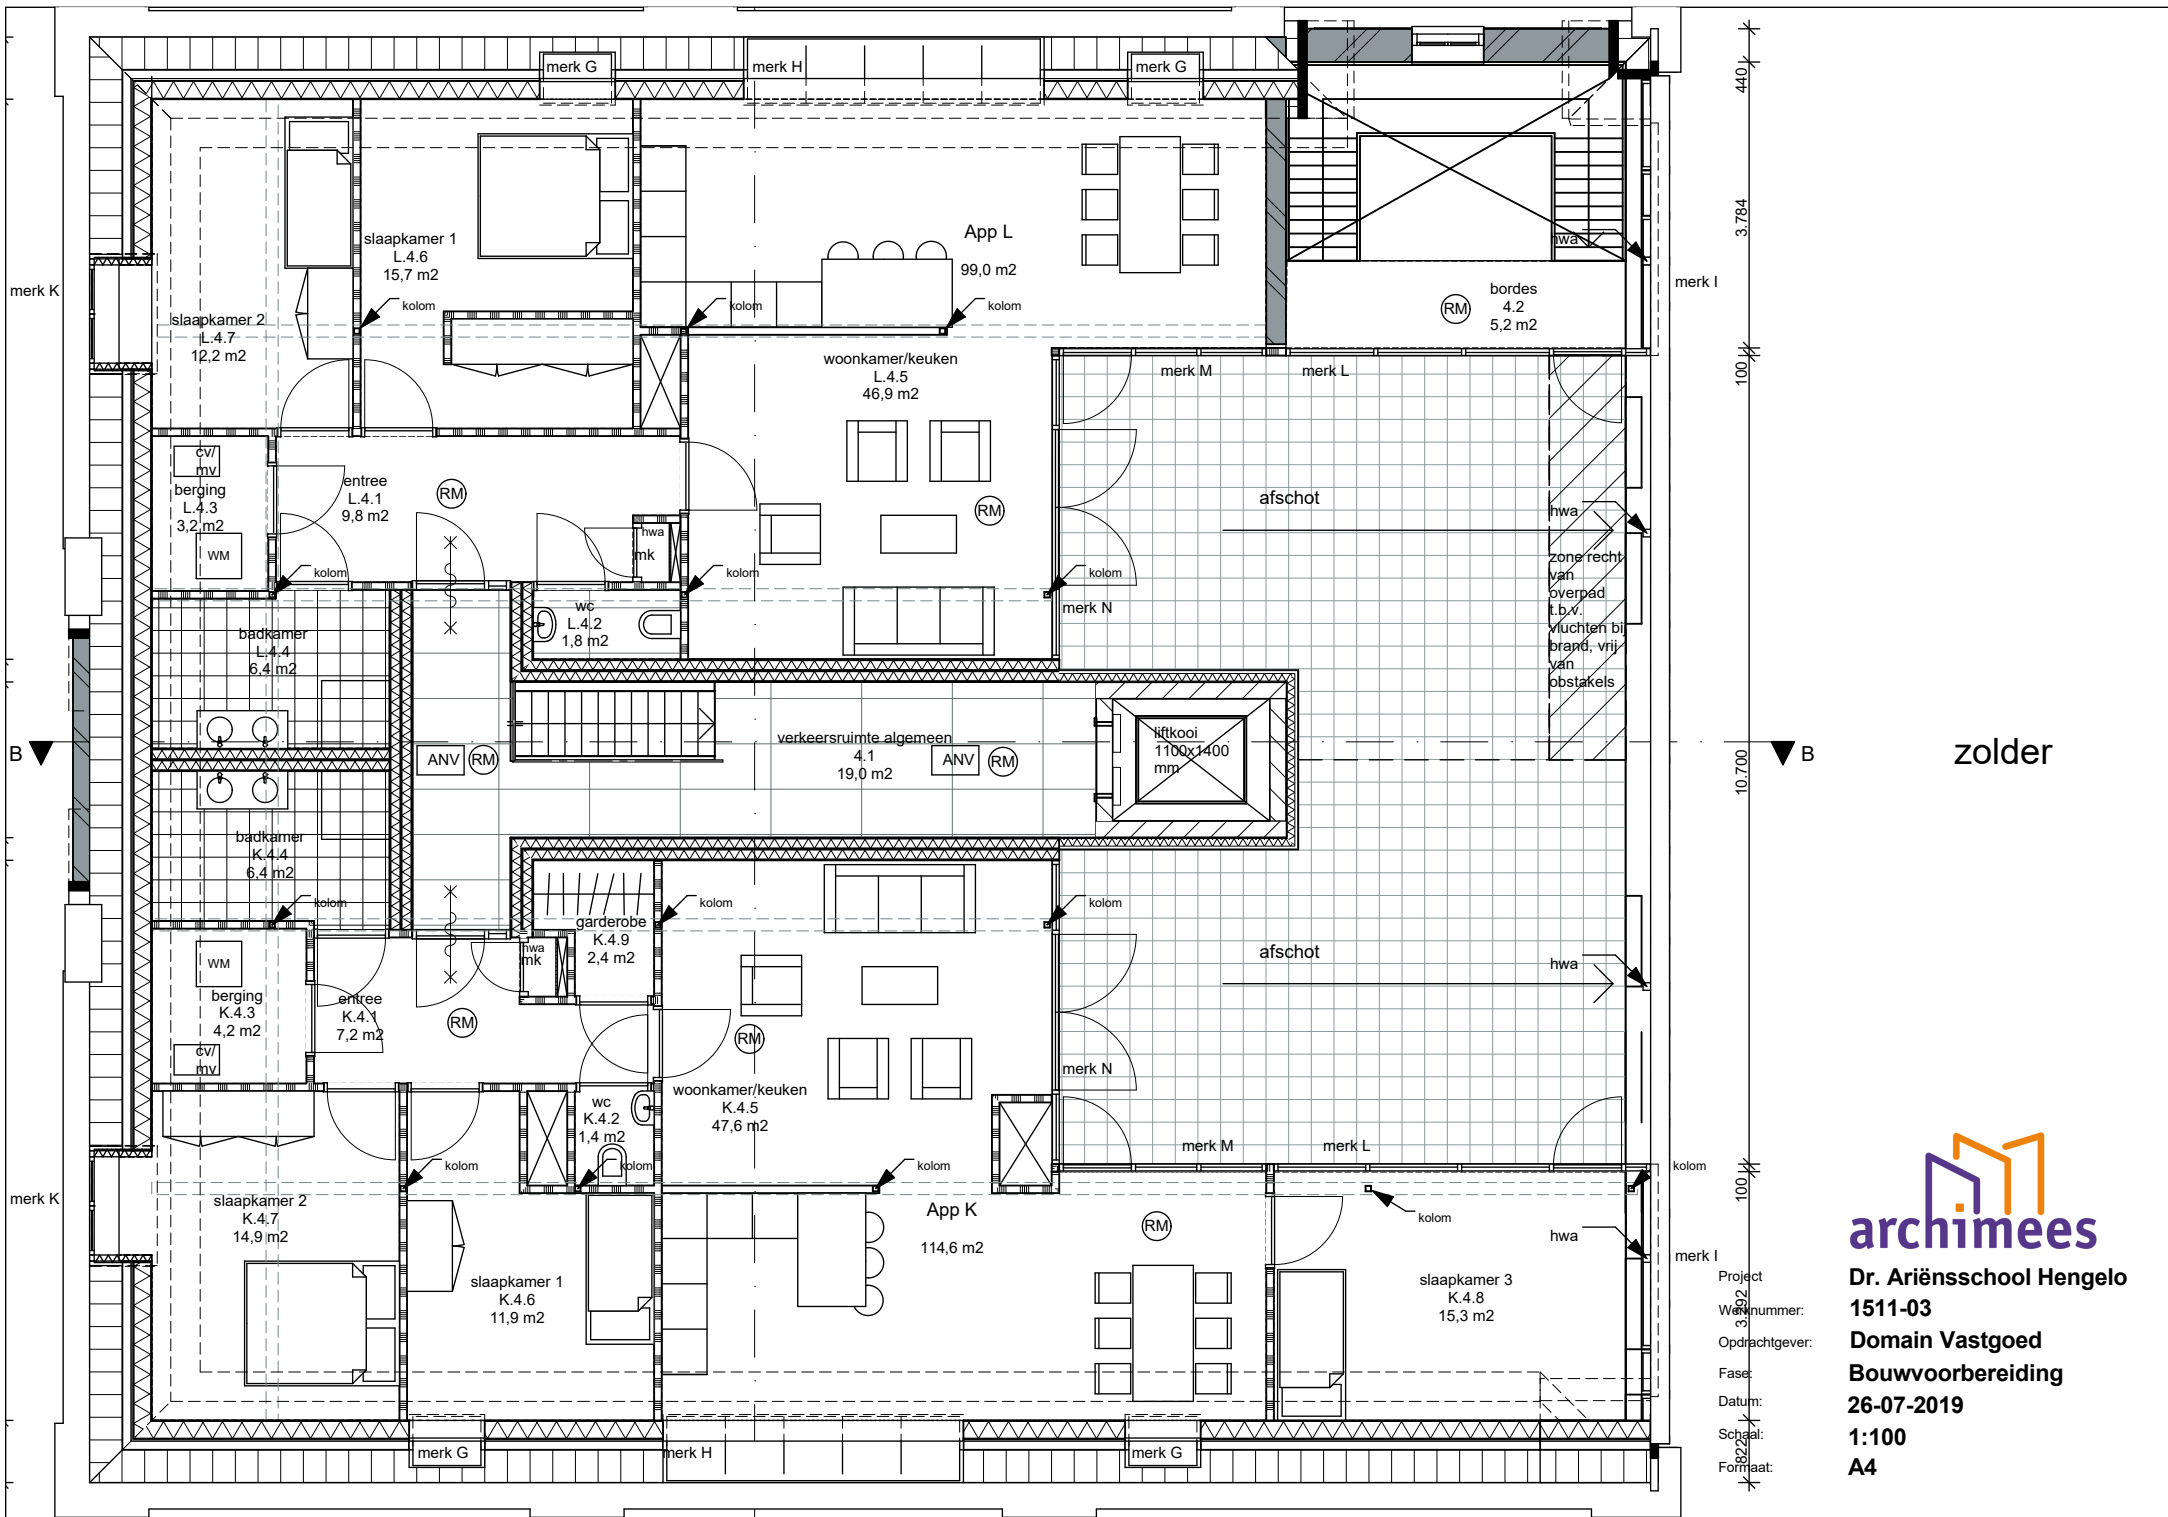 merk G
merk H
merk G
440
3.784
slaapkamer 1
L.4.6
15,7 m2
App L
99,0 m2
hwa
merk K
merk I
bordes
4.2
5,2 m2
RM
kolom
kolom
kolom
slaapkamer 2
L.4.7
12,2 m2
woonkamer/keuken
L.4.5
46,9 m2
merk M
merk L
100
cv/
mv
berging
L.4.3
3,2 m2
WM
entree
L.4.1
9,8 m2
RM
RM
afschot
hwa
hwa
mk
zone recht
van
overpad
t.b.v.
vluchten bij
brand, vrij
van
obstakels
kolom
kolom
kolom
merk N
wc
L.4.2
1,8 m2
badkamer
L.4.4
6,4 m2
B
ANV
RM
verkeersruimte algemeen
4.1
19,0 m2
ANV
RM
liftkooi
1100x1400
mm
B
zolder
10.700
badkamer
K.4.4
6,4 m2
kolom
kolom
kolom
garderobe
K.4.9
2,4 m2
hwa
mk
WM
berging
K.4.3
4,2 m2
cv/
mv
entree
K.4.1
7,2 m2
RM
RM
afschot
hwa
merk N
woonkamer/keuken
K.4.5
47,6 m2
wc
K.4.2
1,4 m2
merk M
merk L
kolom
kolom
kolom
kolom
kolom
merk K
slaapkamer 2
K.4.7
14,9 m2
App K
114,6 m2
RM
hwa
merk I
100
slaapkamer 1
K.4.6
11,9 m2
slaapkamer 3
K.4.8
15,3 m2
3.292
822
merk G
merk H
merk G
archimees
Project Dr. Ariënsschool Hengelo
Werknummer: 1511-03
Opdrachtgever: Domain Vastgoed
Fase: Bouwvoorbereiding
Datum: 26-07-2019
Schaal: 1:100
Formaat: A4